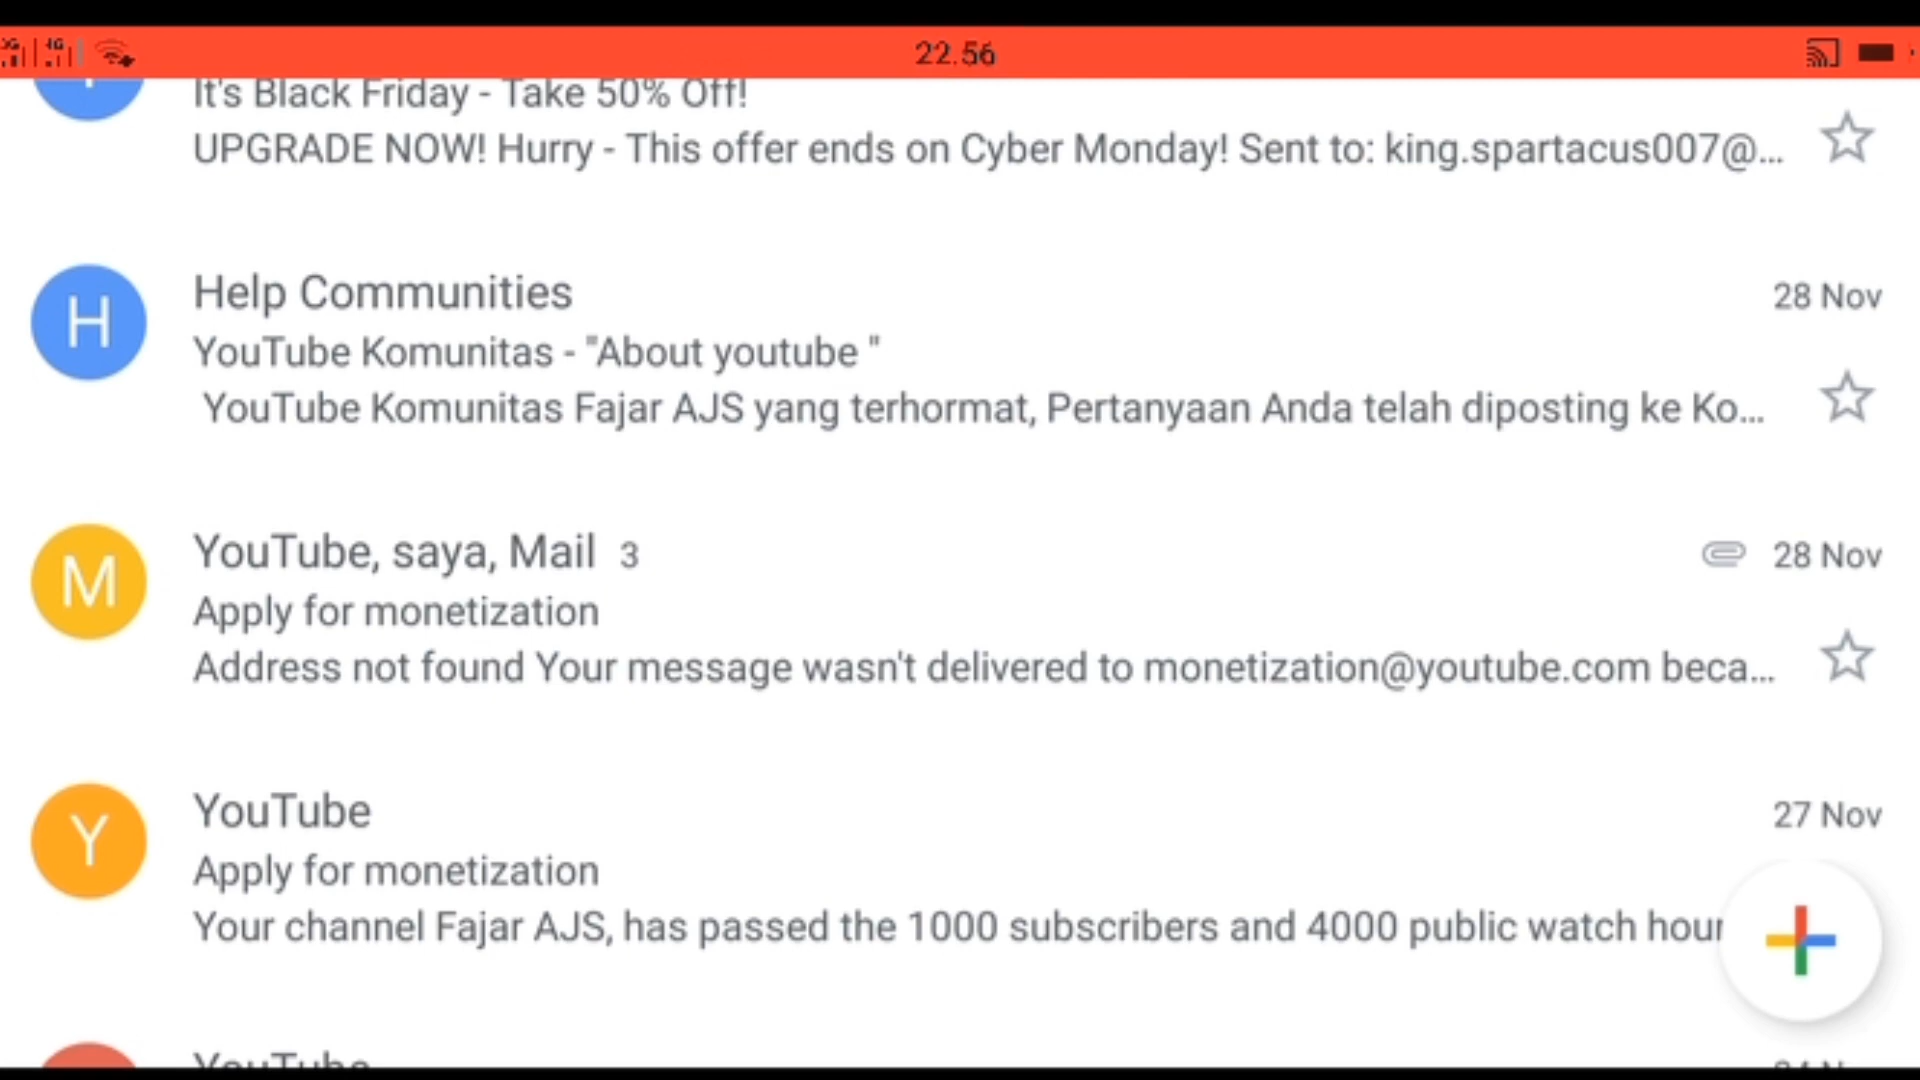 4G
22.56
It's Black Friday - Take 50% Off!
UPGRADE NOW! Hurry - This offer ends on Cyber Monday! Sent to: king.spartacus007@...
H
Help Communities
28 Nov
YouTube Komunitas - "About youtube "
YouTube Komunitas Fajar AJS yang terhormat, Pertanyaan Anda telah diposting ke Ko...
M
YouTube, saya, Mail 3
28 Nov
Apply for monetization
Address not found Your message wasn't delivered to monetization@youtube.com beca...
Y
YouTube
27 Nov
Apply for monetization
Your channel Fajar AJS, has passed the 1000 subscribers and 4000 public watch hour
YouTube